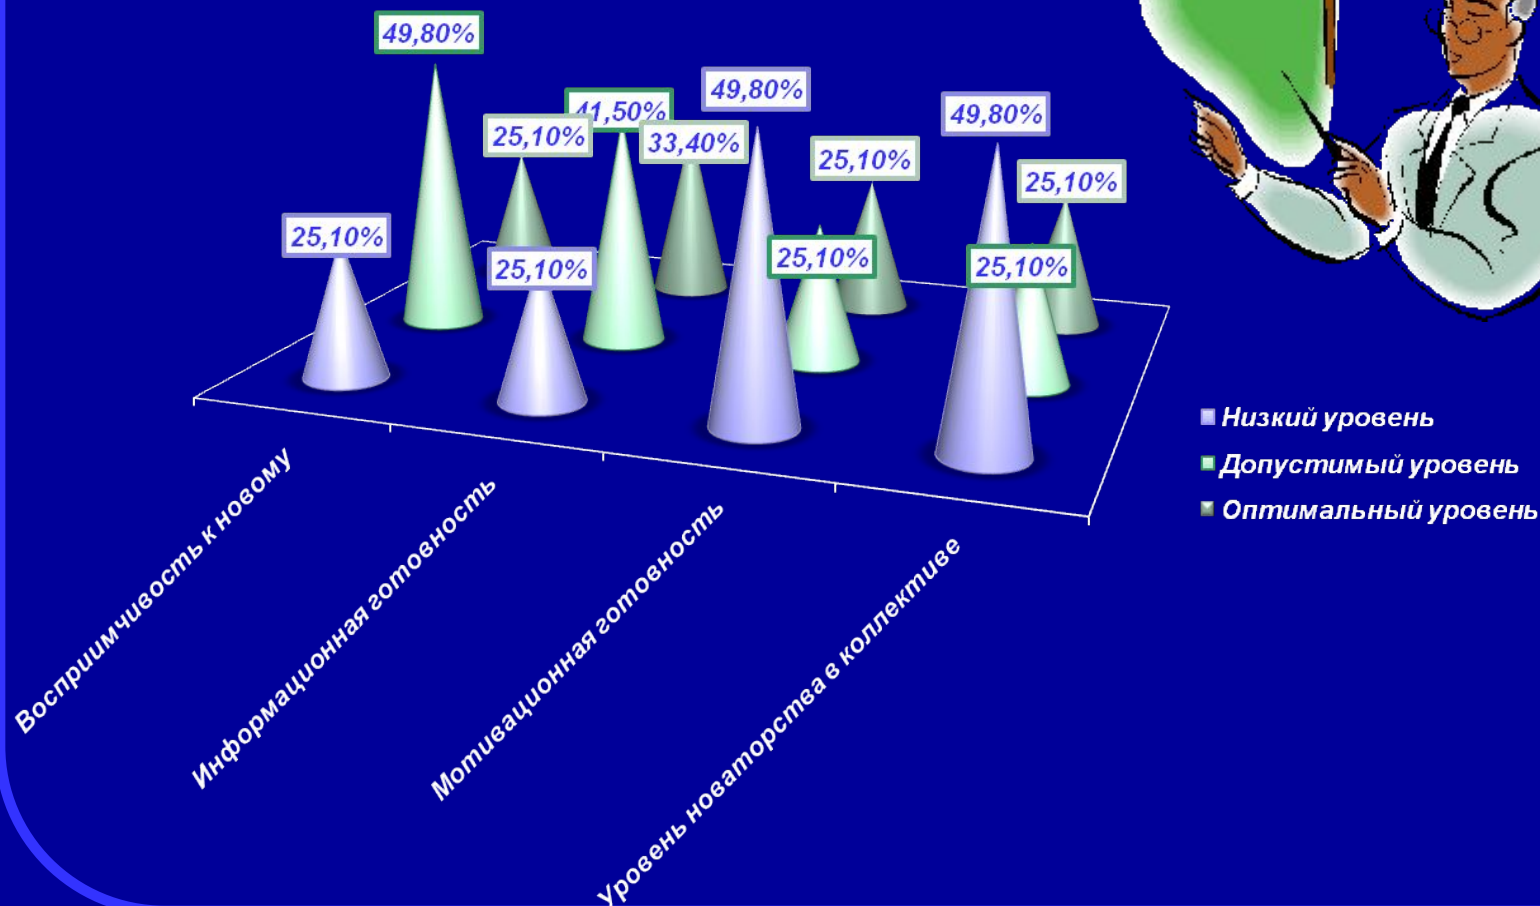 49,80%
49,80%
41,50%
49,80%
25,10%
33,40%
25,10%
25,10%
25,10%
25,10%
25,10%
25,10%
Низкий уровень
Допустимый уровень
Оптимальный уровень
Восприимчивость к новому
Информационная готовность
Мотивационная готовность
Уровень новаторства в коллективе